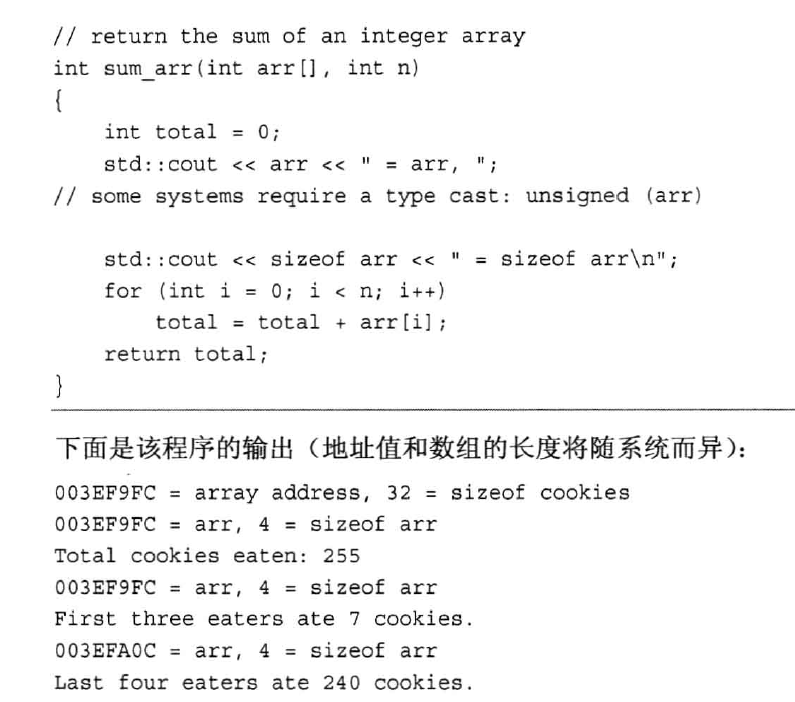 // return the sum of an integer array
int sum_arr(int arr[], int n)
{
    int total = 0;
    std::cout << arr << " = arr, ";
// some systems require a type cast: unsigned (arr)
    std::cout << sizeof arr << " = sizeof arr\n";
    for (int i = 0; i < n; i++)
        total = total + arr[i];
    return total;
}
下面是该程序的输出（地址值和数组的长度将随系统而异）：
003EF9FC = array address, 32 = sizeof cookies
003EF9FC = arr, 4 = sizeof arr
Total cookies eaten: 255
003EF9FC = arr, 4 = sizeof arr
First three eaters ate 7 cookies.
003EFA0C = arr, 4 = sizeof arr
Last four eaters ate 240 cookies.